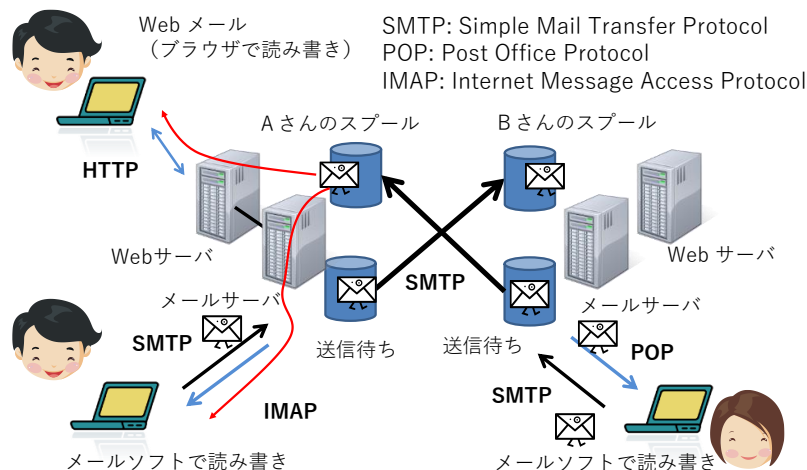 Web メール
（ブラウザで読み書き）
SMTP: Simple Mail Transfer Protocol
POP: Post Office Protocol
IMAP: Internet Message Access Protocol
Aさんのスプール
Bさんのスプール
HTTP
Webサーバ
Web サーバ
SMTP
メールサーバ
メールサーバ
SMTP
送信待ち
送信待ち
POP
SMTP
IMAP
メールソフトで読み書き
メールソフトで読み書き